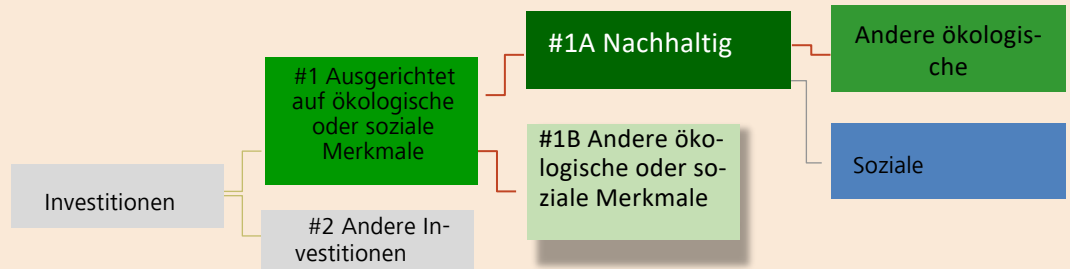 Investitionen
#1 Ausgerichtet
auf ökologische
oder soziale
Merkmale
#2 Andere In-
vestitionen
#1A Nachhaltig
#1B Andere öko-
logische oder so-
ziale Merkmale
Andere ökologis-
che
Soziale